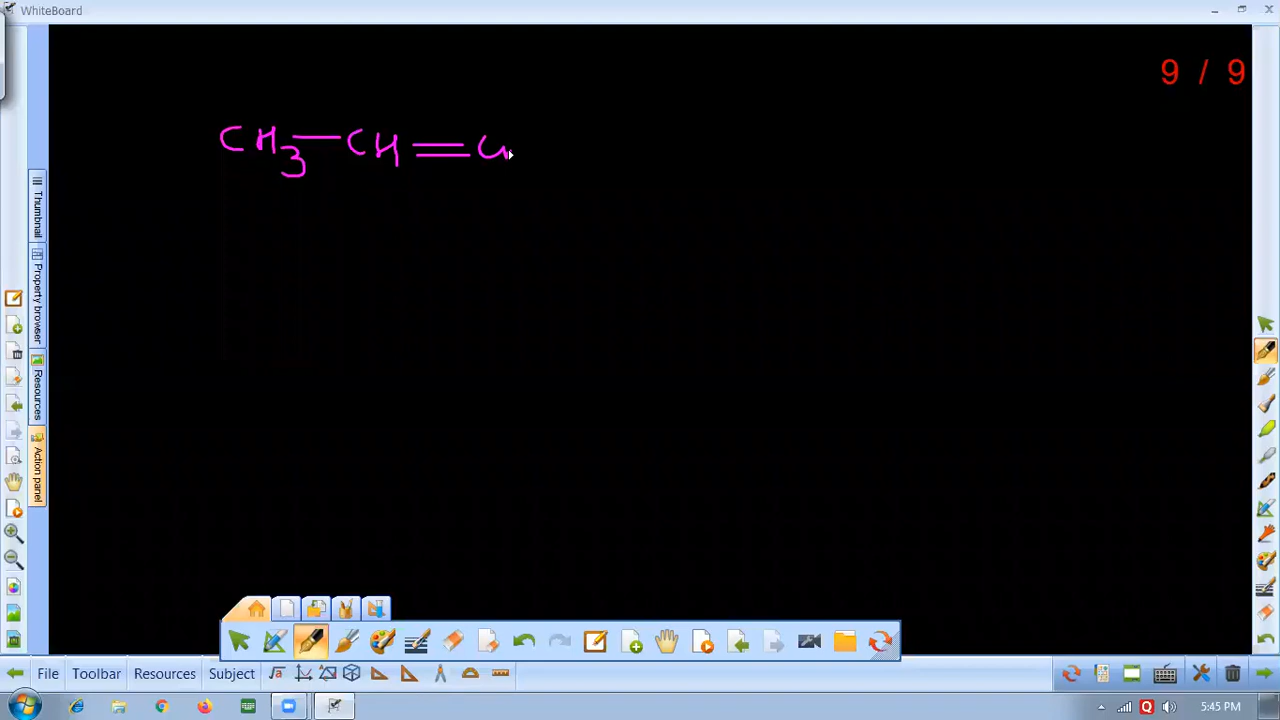 WhiteBoard
9 / 9
CH3—CH=C
Thumbnail
Property browser
Resources
Action panel
File Toolbar Resources Subject
5:45 PM